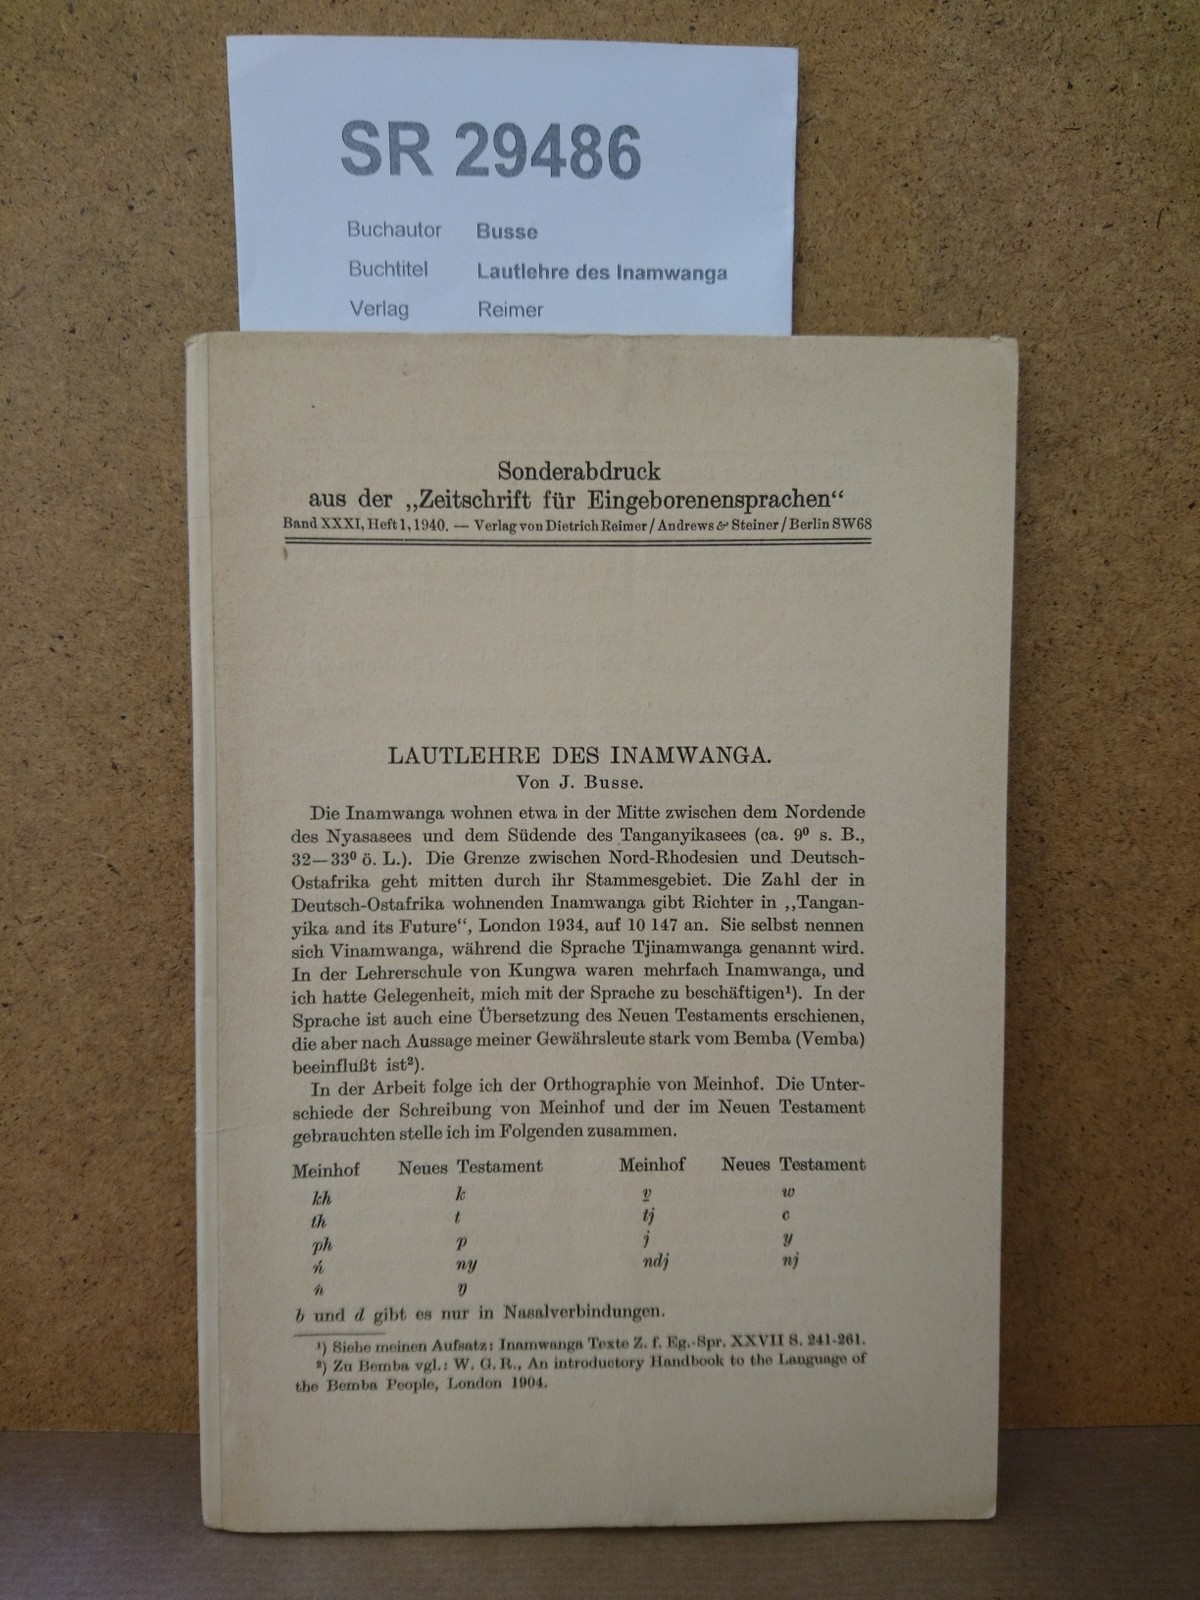 SR 29486
Buchautor Busse
Buchtitel Lautlehre des Inamwanga
Verlag Reimer
Sonderabdruck
aus der „Zeitschrift für Eingeborenensprachen“
Band XXXI, Heft 1, 1940. — Verlag von Dietrich Reimer / Andrews & Steiner / Berlin SW68
LAUTLEHRE DES INAMWANGA.
Von J. Busse.
Die Inamwanga wohnen etwa in der Mitte zwischen dem Nordende
des Nyasasees und dem Südende des Tanganyikasees (ca. 9⁰ s. B.,
32—33⁰ ö. L.). Die Grenze zwischen Nord-Rhodesien und Deutsch-
Ostafrika geht mitten durch ihr Stammesgebiet. Die Zahl der in
Deutsch-Ostafrika wohnenden Inamwanga gibt Richter in „Tangan-
yika and its Future“, London 1934, auf 10 147 an. Sie selbst nennen
sich Vinamwanga, während die Sprache Tjinamwanga genannt wird.
In der Lehrerschule von Kungwa waren mehrfach Inamwanga, und
ich hatte Gelegenheit, mich mit der Sprache zu beschäftigen¹). In der
Sprache ist auch eine Übersetzung des Neuen Testaments erschienen,
die aber nach Aussage meiner Gewährsleute stark vom Bemba (Vemba)
beeinflußt ist²).
In der Arbeit folge ich der Orthographie von Meinhof. Die Unter-
schiede der Schreibung von Meinhof und der im Neuen Testament
gebrauchten stelle ich im Folgenden zusammen.
Meinhof Neues Testament Meinhof Neues Testament
kh k v̱ w
th t tj c
ph p j y
ń ny ndj nj
ṅ ŋ
b und d gibt es nur in Nasalverbindungen.
¹) Siehe meinen Aufsatz: Inamwanga Texte Z. f. Eg.-Spr. XXVII S. 241-261.
²) Zu Bemba vgl.: W. G. R., An introductory Handbook to the Language of
the Bemba People, London 1904.